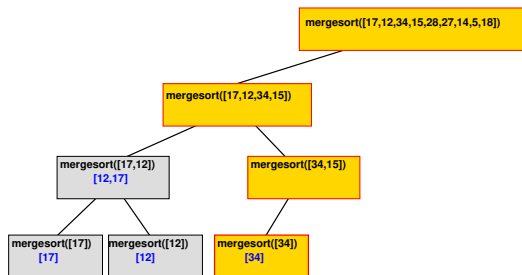 mergesort([17,12,34,15,28,27,14,5,18])
mergesort([17,12,34,15])
mergesort([17,12])
[12,17]
mergesort([34,15])
mergesort([17])
[17]
mergesort([12])
[12]
mergesort([34])
[34]